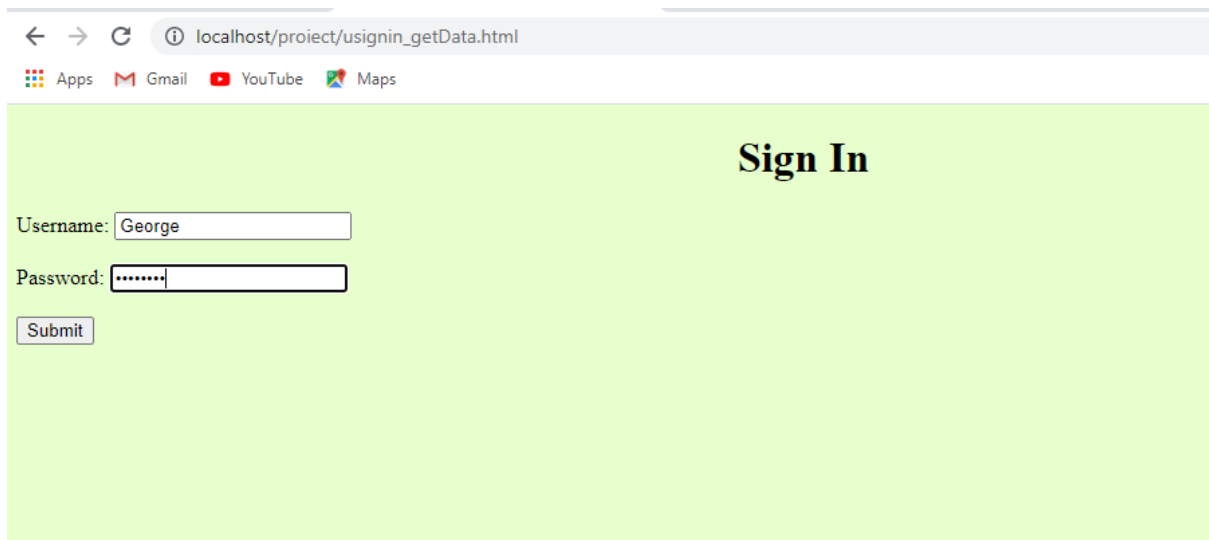 localhost/proiect/usignin_getData.html
Apps Gmail YouTube Maps
Sign In
Username: George
Password: ••••••••
Submit